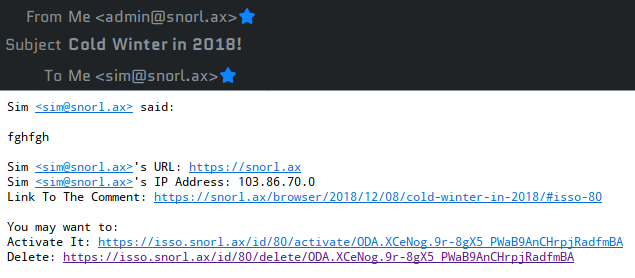 From Me <admin@snorl.ax>
Subject Cold Winter in 2018!
To Me <sim@snorl.ax>
Sim <sim@snorl.ax> said:
fghfgh
Sim <sim@snorl.ax>'s URL: https://snorl.ax
Sim <sim@snorl.ax>'s IP Address: 103.86.70.0
Link To The Comment: https://snorl.ax/browser/2018/12/08/cold-winter-in-2018/#isso-80
You may want to:
Activate It: https://isso.snorl.ax/id/80/activate/ODA.XCeNog.9r-8gX5_PWaB9AnCHrpjRadfmBA
Delete: https://isso.snorl.ax/id/80/delete/ODA.XCeNog.9r-8gX5_PWaB9AnCHrpjRadfmBA